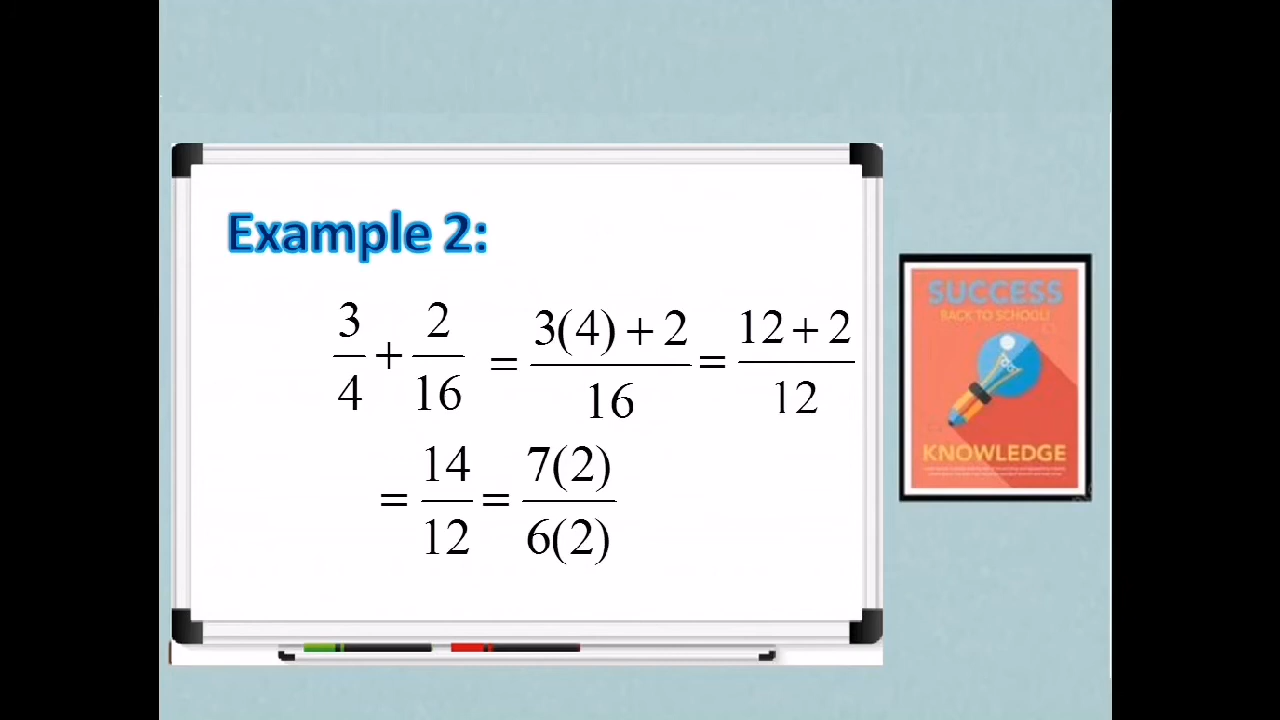 Example 2:
3/4 + 2/16 = 3(4) + 2/16 = 12 + 2/12
= 14/12 = 7(2)/6(2)
SUCCESS
BACK TO SCHOOL!
KNOWLEDGE